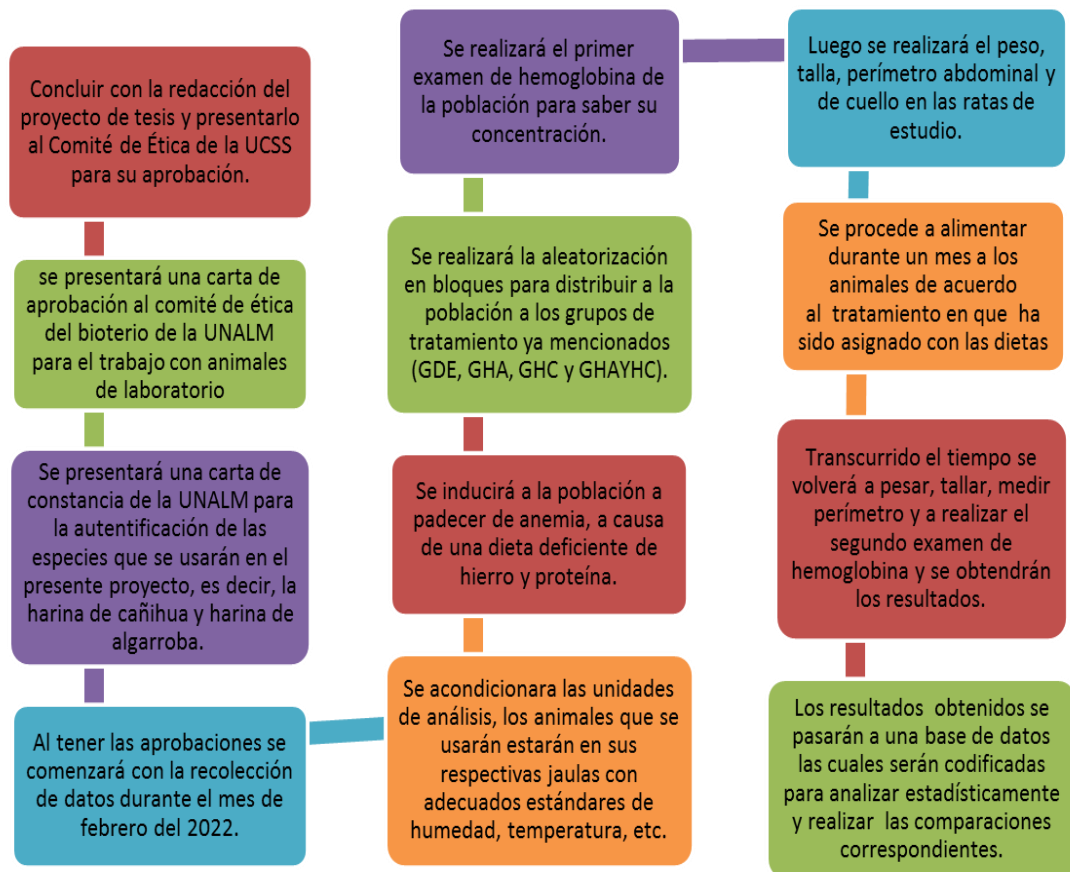 Concluir con la redacción del
proyecto de tesis y presentarlo
al Comité de Ética de la UCSS
para su aprobación.
se presentará una carta de
aprobación al comité de ética
del bioterio de la UNALM
para el trabajo con animales
de laboratorio
Se presentará una carta de
constancia de la UNALM para
la autentificación de las
especies que se usarán en el
presente proyecto, es decir, la
harina de cañihua y harina de
algarroba.
Al tener las aprobaciones se
comenzará con la recolección
de datos durante el mes de
febrero del 2022.
Se acondicionara las unidades
de análisis, los animales que se
usarán estarán en sus
respectivas jaulas con
adecuados estándares de
humedad, temperatura, etc.
Se inducirá a la población a
padecer de anemia, a causa
de una dieta deficiente de
hierro y proteína.
Se realizará la aleatorización
en bloques para distribuir a la
población a los grupos de
tratamiento ya mencionados
(GDE, GHA, GHC y GHAYHC).
Se realizará el primer
examen de hemoglobina de
la población para saber su
concentración.
Luego se realizará el peso,
talla, perímetro abdominal y
de cuello en las ratas de
estudio.
Se procede a alimentar
durante un mes a los
animales de acuerdo
al tratamiento en que ha
sido asignado con las dietas
Transcurrido el tiempo se
volverá a pesar, tallar, medir
perímetro y a realizar el
segundo examen de
hemoglobina y se obtendrán
los resultados.
Los resultados obtenidos se
pasarán a una base de datos
las cuales serán codificadas
para analizar estadísticamente
y realizar las comparaciones
correspondientes.